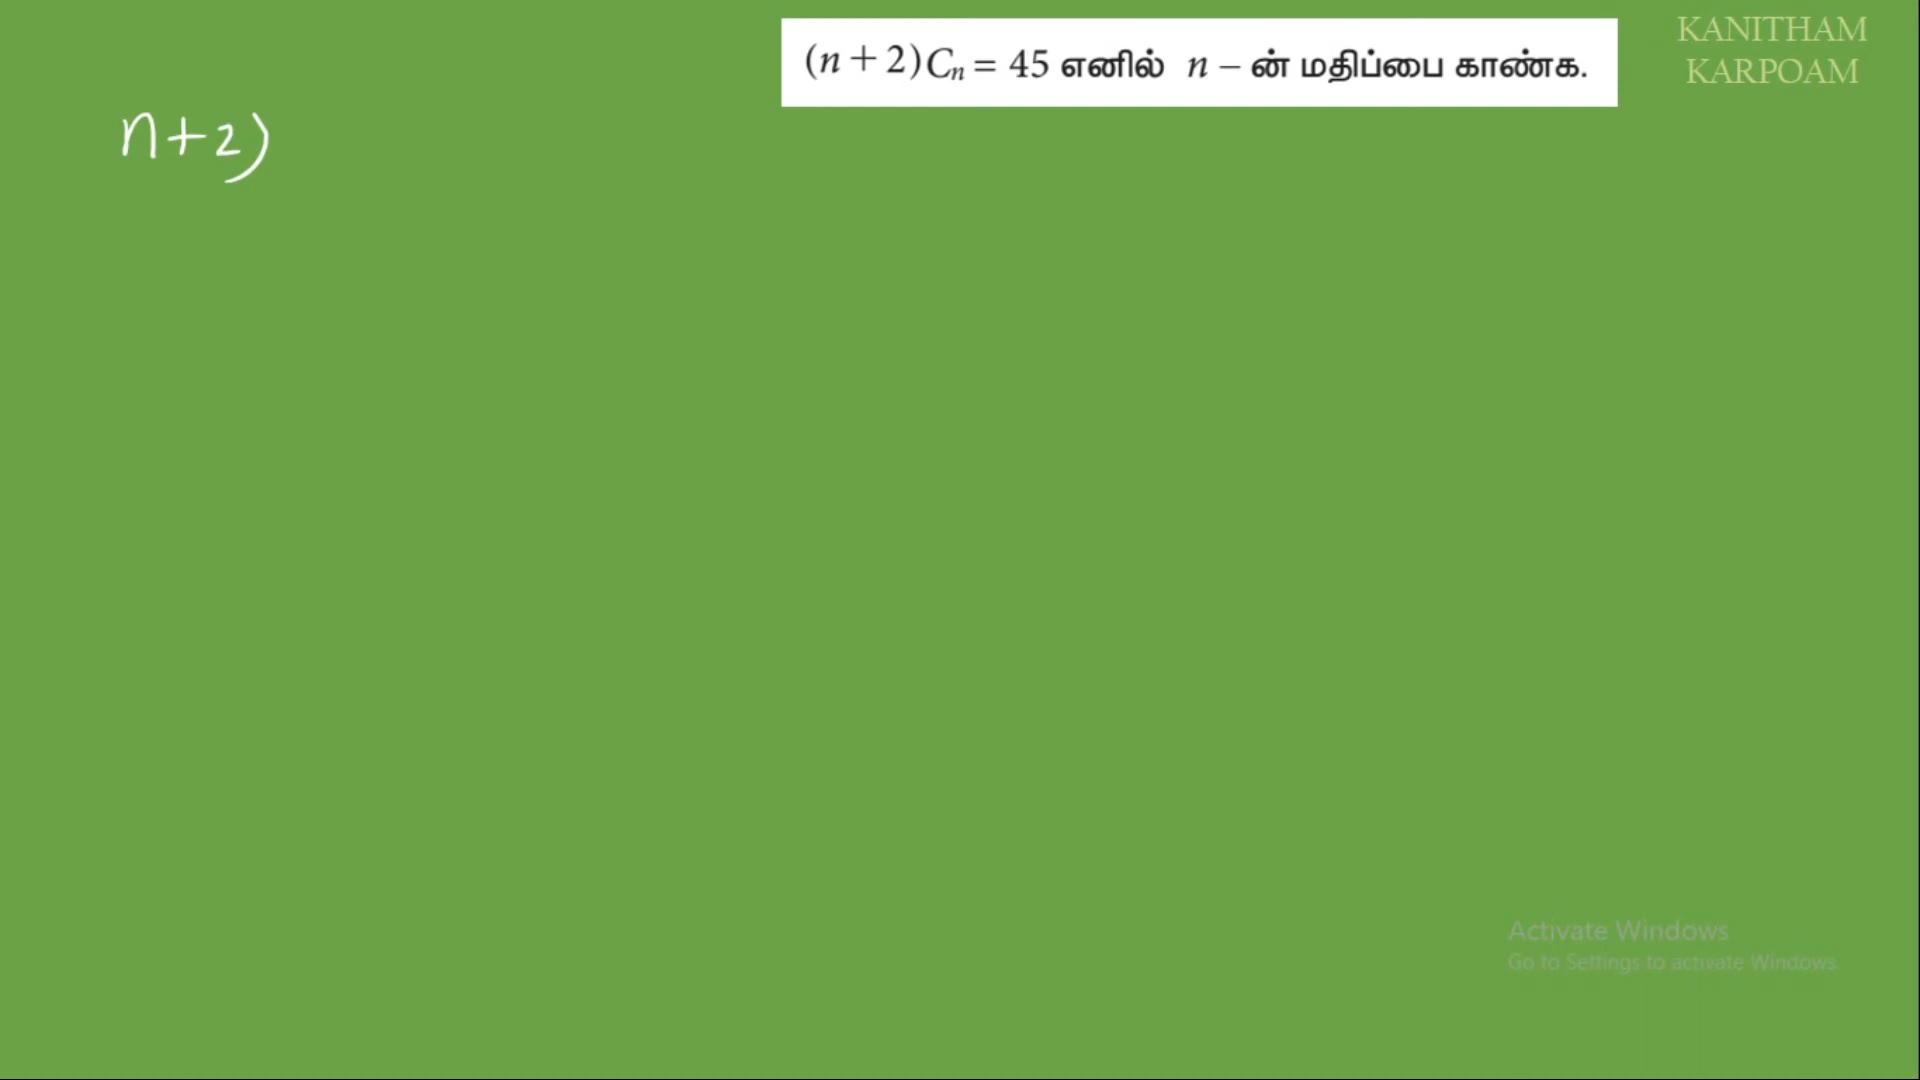 (n + 2)Cₙ = 45 எனில் n – ன் மதிப்பை காண்க.
KANITHAM
KARPOAM
n+2)
Activate Windows
Go to Settings to activate Windows.